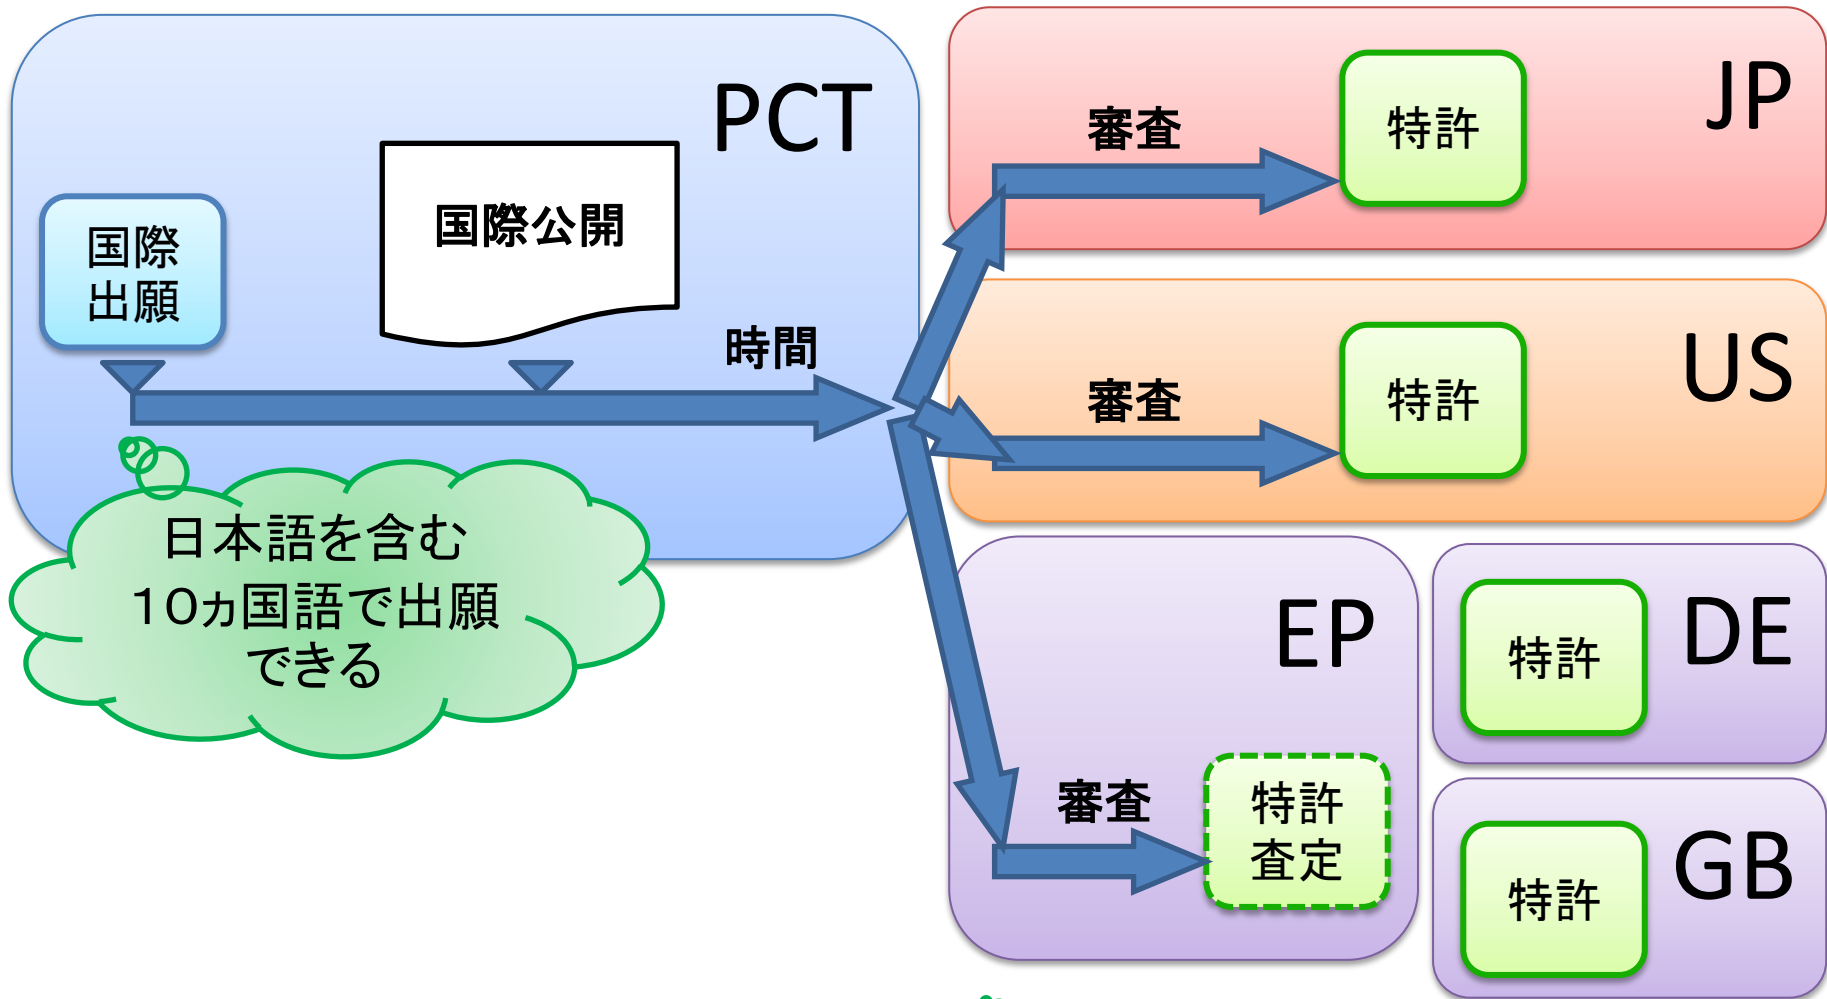 PCT
国際
出願
国際公開
時間
日本語を含む
１０ヵ国語で出願
できる
JP
審査
特許
US
審査
特許
EP
審査
特許
査定
DE
特許
GB
特許